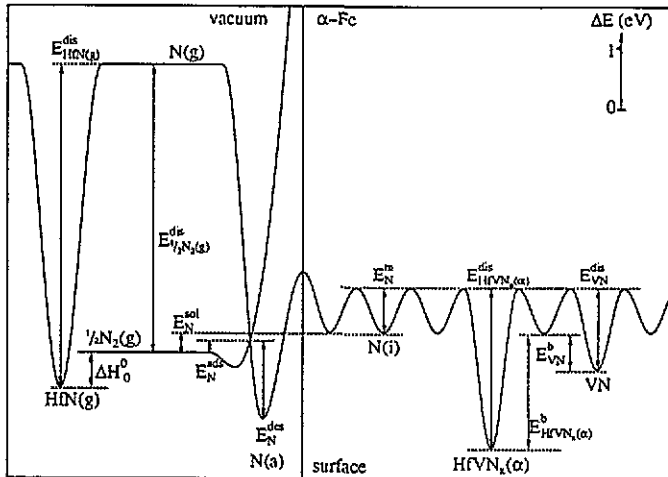 vacuum
α-Fe
ΔE (eV)
1
0
E^dis_HfN(g)
N(g)
E^dis_1/2N2(g)
E^sol_N
1/2N2(g)
ΔH^0_0
HfN(g)
E^ads_N
E^des_N
N(a)
surface
E^m_N
N(i)
E^dis_HfVNx(α)
E^dis_VN
E^b_VN
VN
E^b_HfVNx(α)
HfVNx(α)